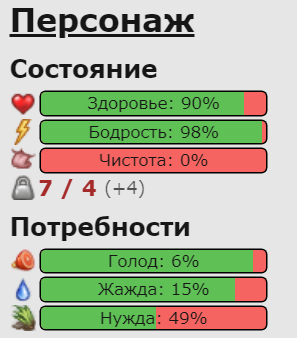 Персонаж
Состояние
Здоровье: 90%
Бодрость: 98%
Чистота: 0%
7 / 4 (+4)
Потребности
Голод: 6%
Жажда: 15%
Нужда: 49%